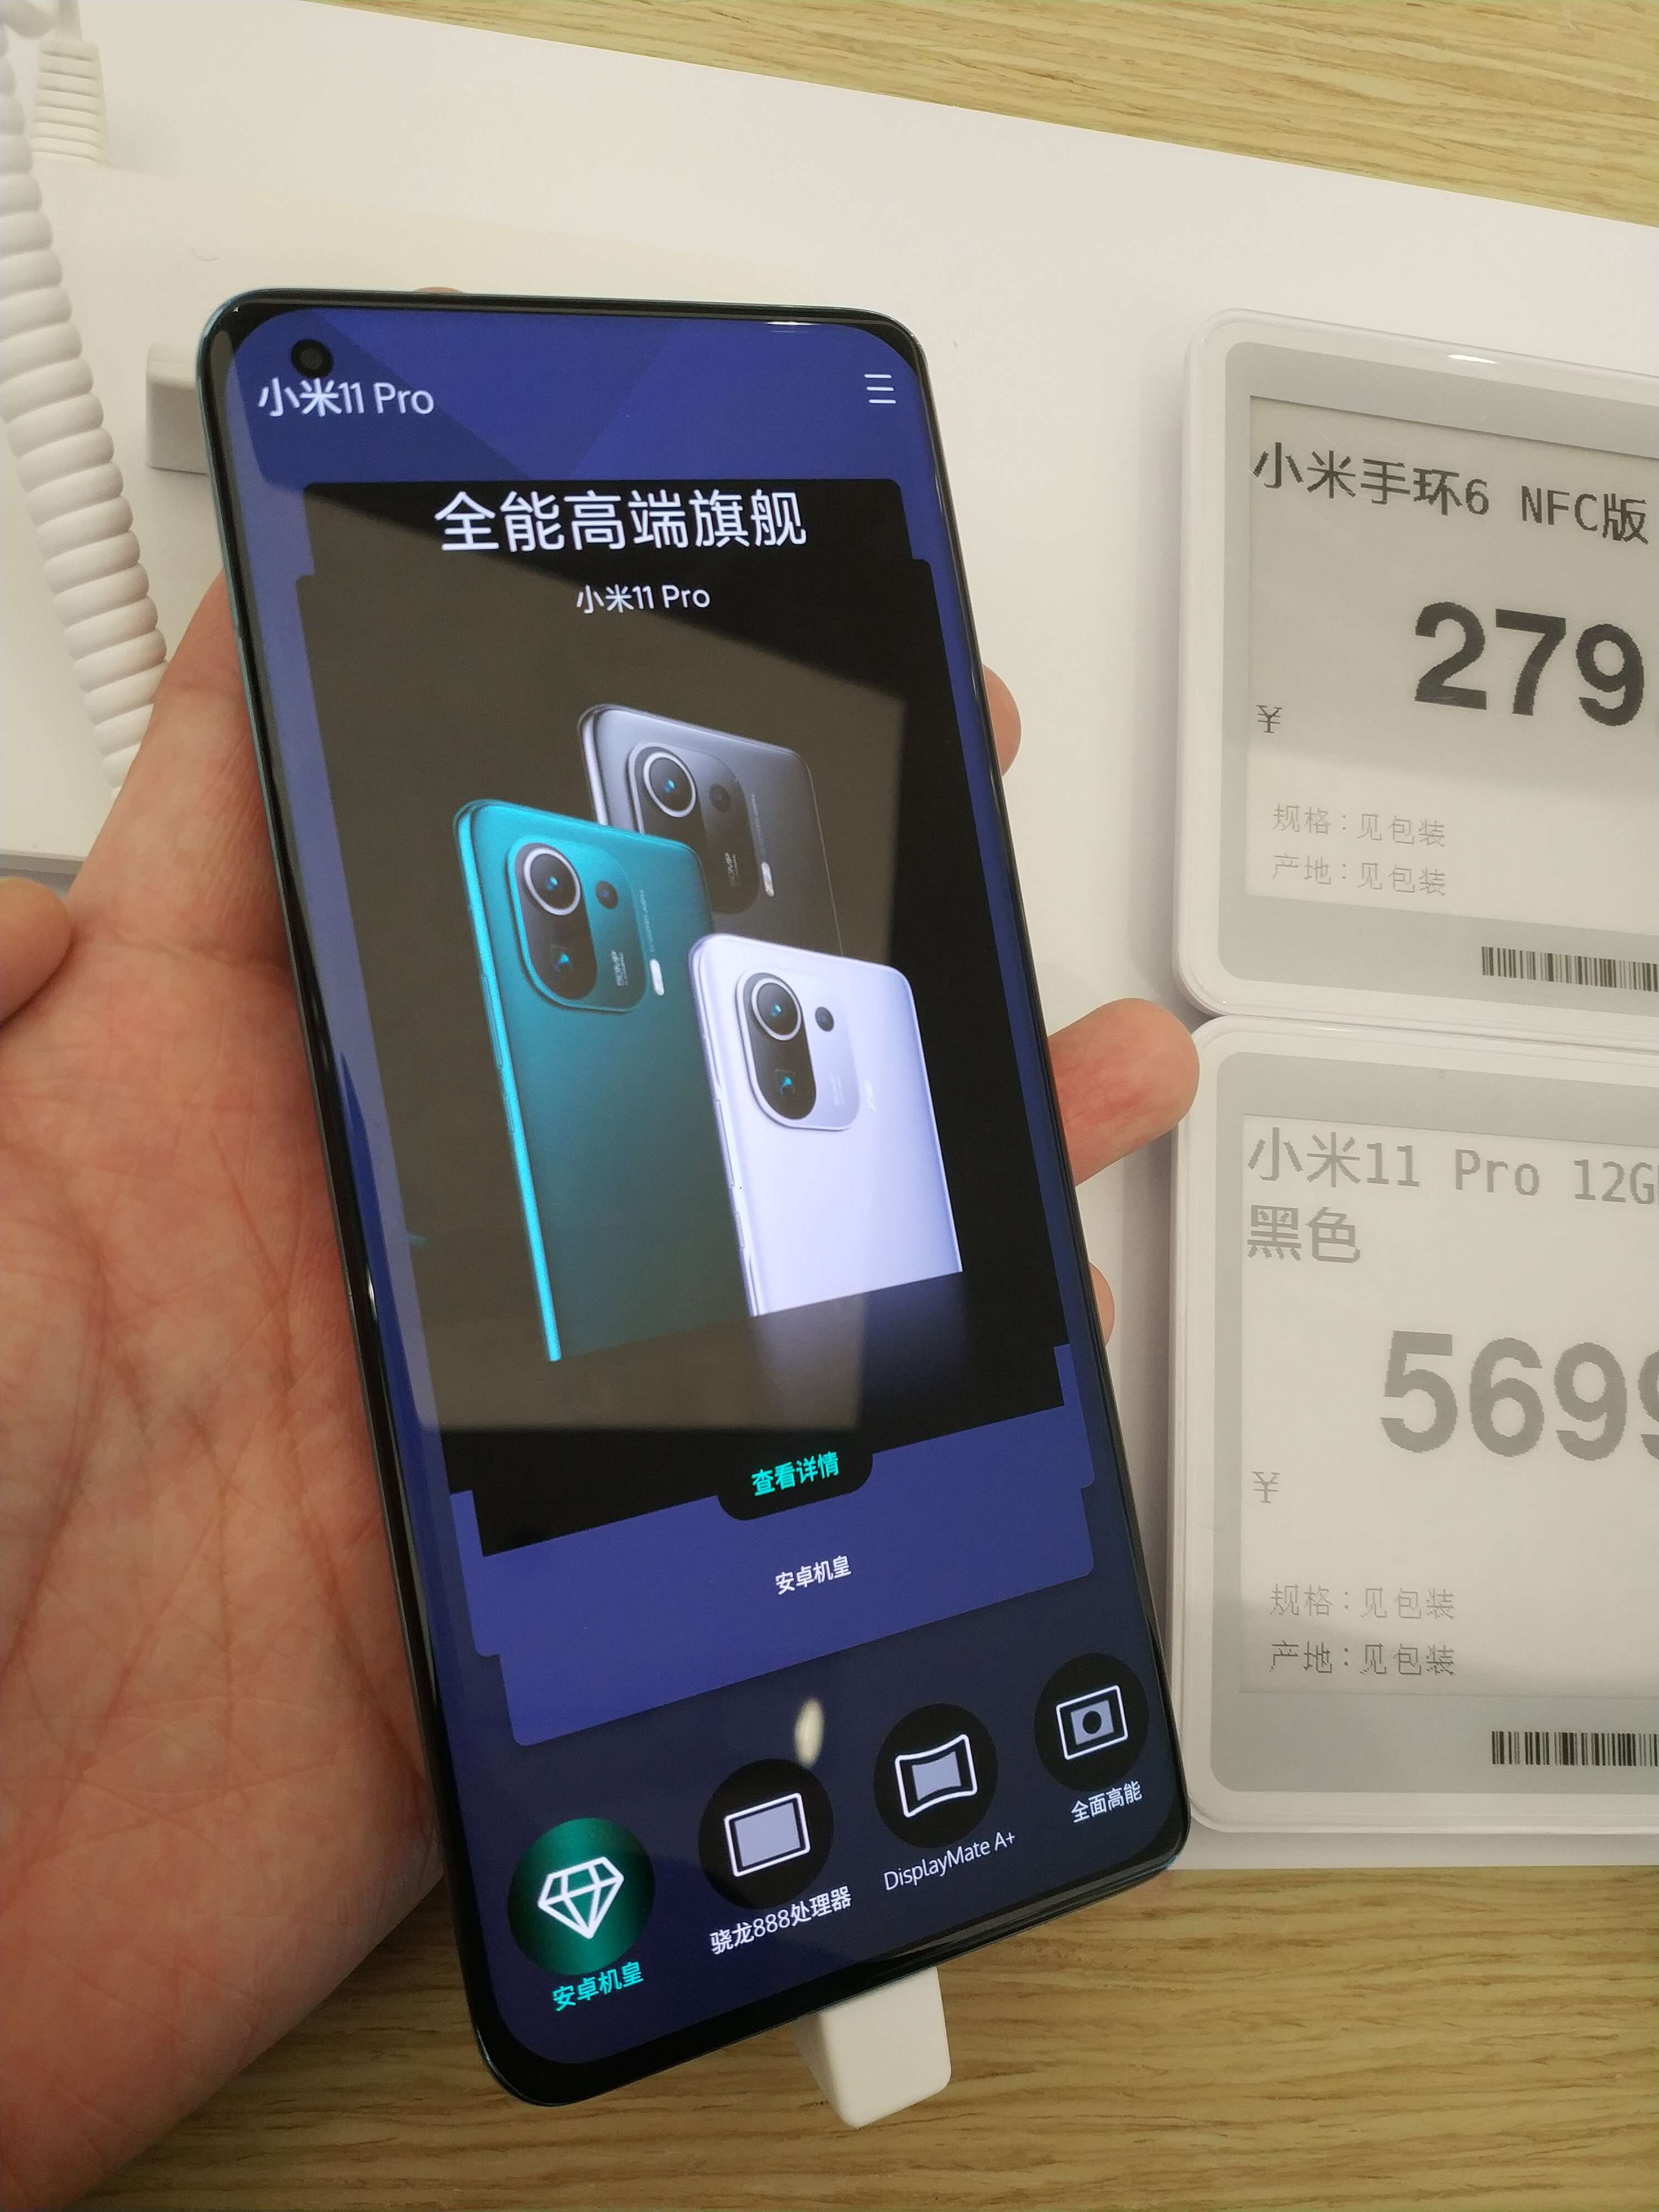 小米11 Pro
全能高端旗舰
小米11 Pro
查看详情
安卓机皇
安卓机皇
骁龙888处理器
DisplayMate A+
全面高能
小米手环6 NFC版
279
¥
规格：见包装
产地：见包装
小米11 Pro 12G
黑色
5699
¥
规格：见包装
产地：见包装